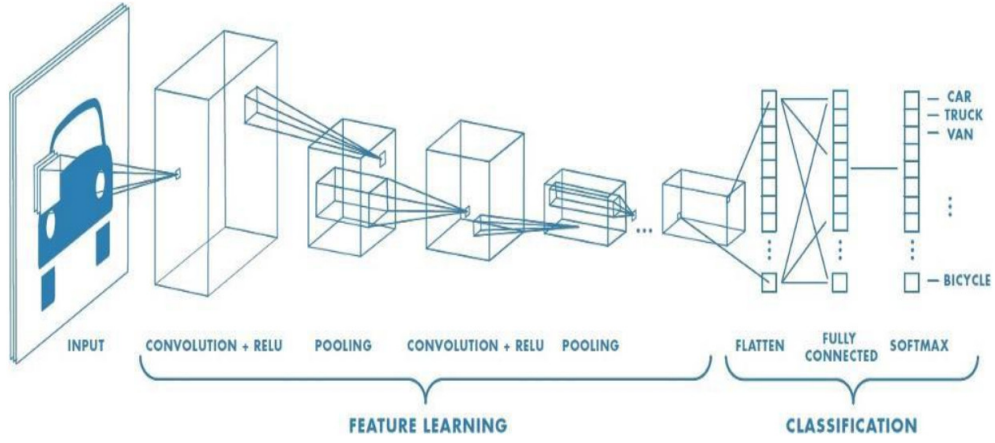 CAR
TRUCK
VAN
BICYCLE
INPUT
CONVOLUTION + RELU
POOLING
CONVOLUTION + RELU
POOLING
FLATTEN
FULLY
CONNECTED
SOFTMAX
FEATURE LEARNING
CLASSIFICATION